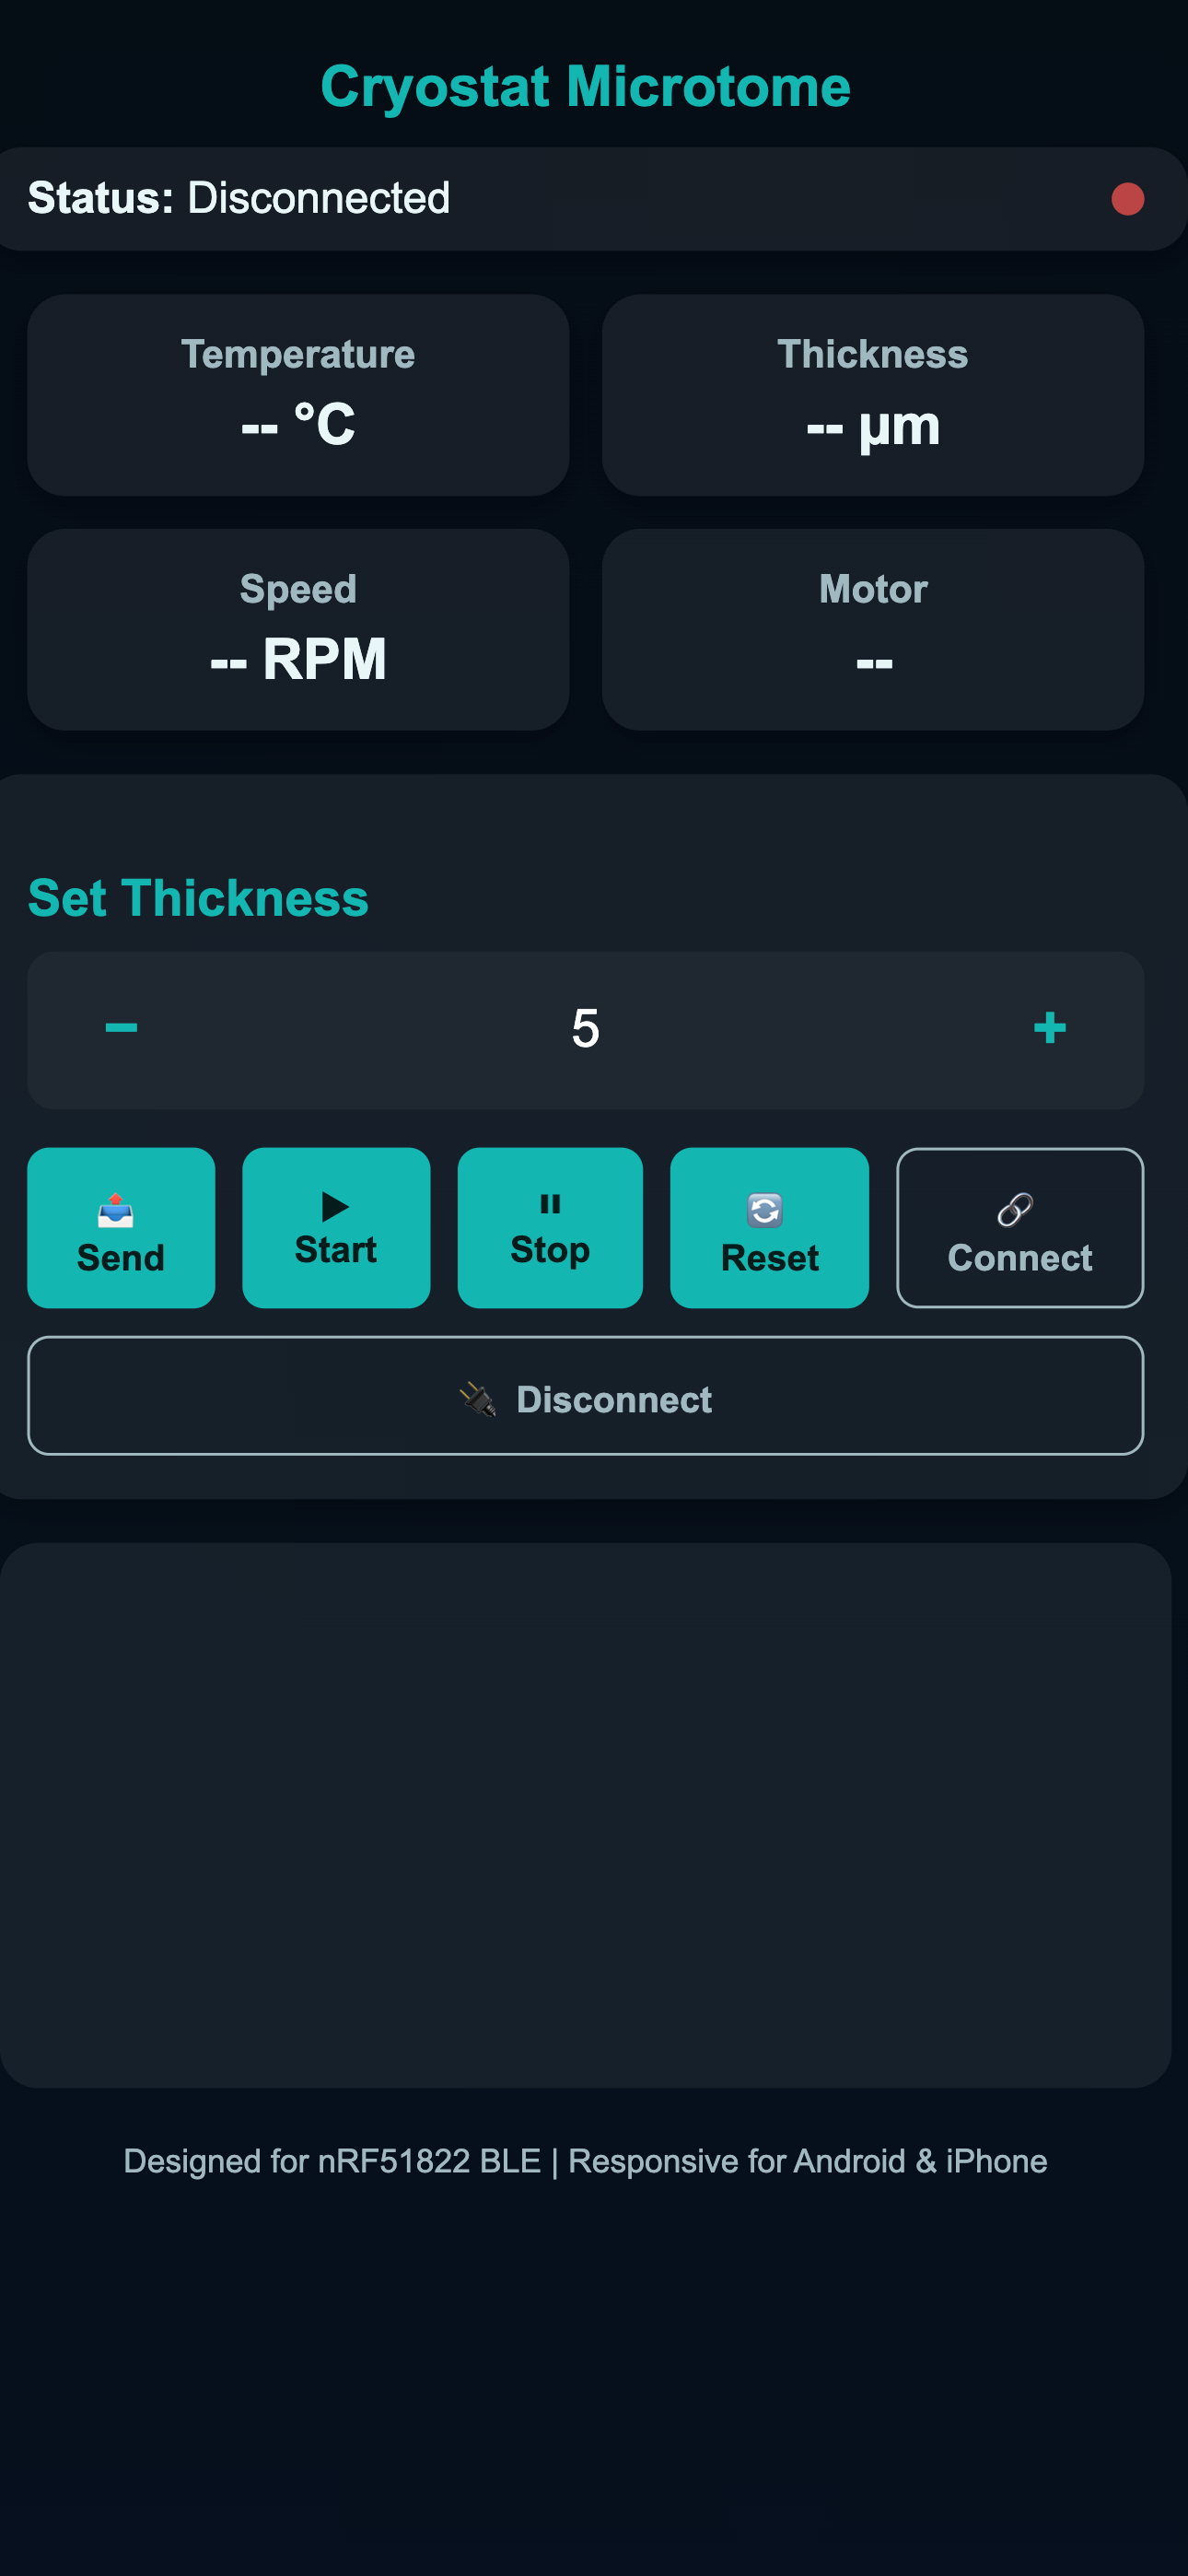 Cryostat Microtome
Status: Disconnected
Temperature
-- °C
Thickness
-- µm
Speed
-- RPM
Motor
--
Set Thickness
− 5 +
Send
Start
Stop
Reset
Connect
Disconnect
Designed for nRF51822 BLE | Responsive for Android & iPhone